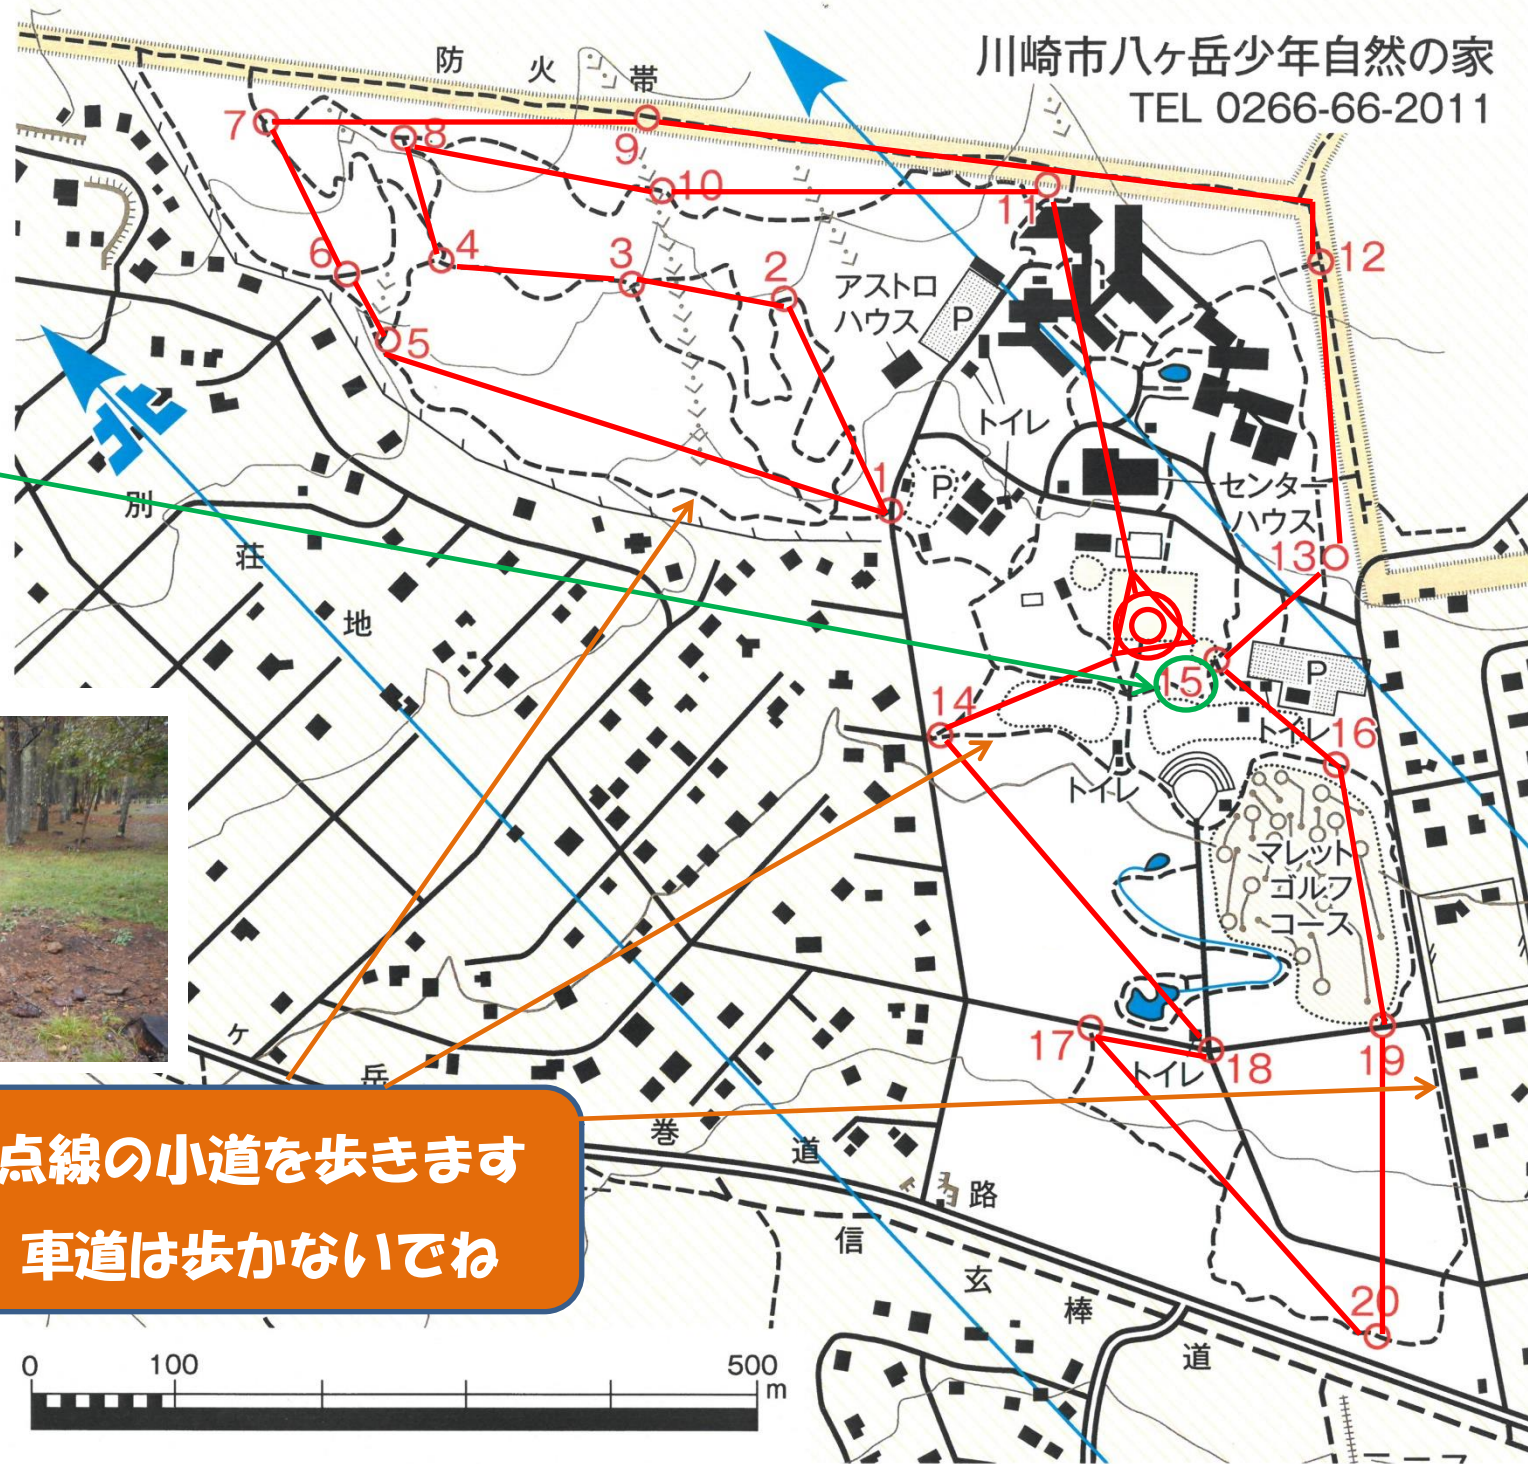 川崎市八ヶ岳少年自然の家
TEL 0266-66-2011
防火帯
7
8
9
10
11
12
6
4
3
2
5
アストロ
ハウス
P
トイレ
1
P
センター
ハウス
13
北
別荘地
15
P
14
トイレ
16
トイレ
マレット
ゴルフ
コース
17
トイレ
18
19
20
ケ岳巻道路
信玄棒道
点線の小道を歩きます
車道は歩かないでね
0 100 500
m